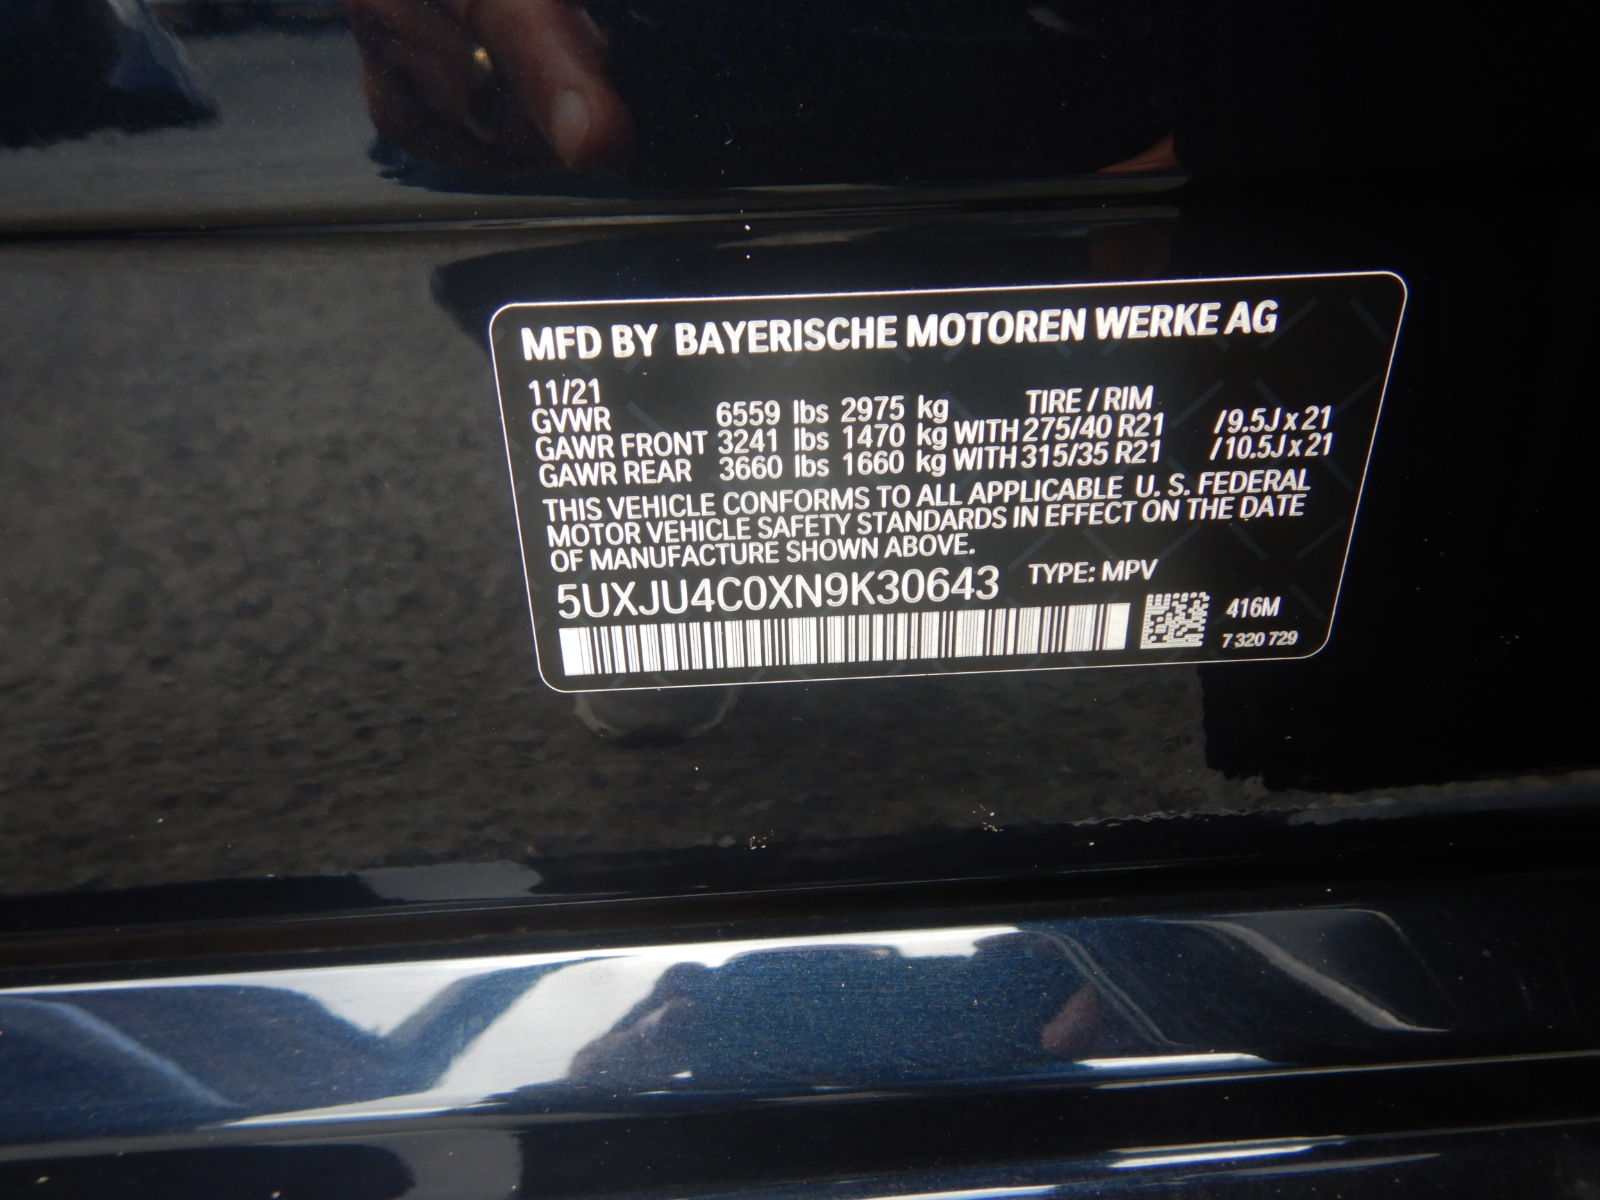 MFD BY BAYERISCHE MOTOREN WERKE AG
11/21 TIRE / RIM
GVWR 6559 lbs 2975 kg
GAWR FRONT 3241 lbs 1470 kg WITH 275/40 R21 /9.5J x 21
GAWR REAR 3660 lbs 1660 kg WITH 315/35 R21 /10.5J x 21
THIS VEHICLE CONFORMS TO ALL APPLICABLE U. S. FEDERAL
MOTOR VEHICLE SAFETY STANDARDS IN EFFECT ON THE DATE
OF MANUFACTURE SHOWN ABOVE.
5UXJU4C0XN9K30643 TYPE: MPV
416M
7 320 729